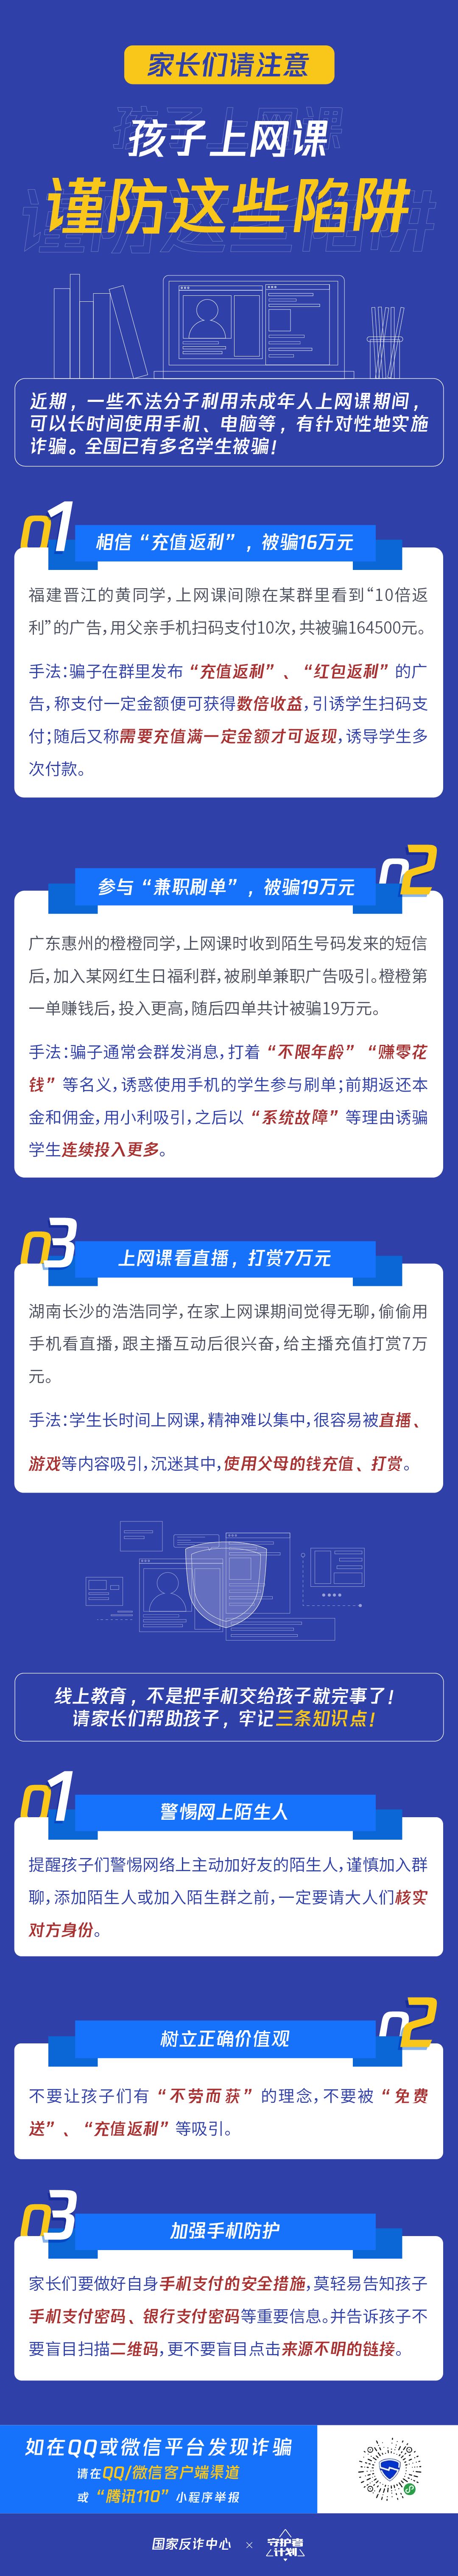 家长们请注意
孩子上网课
谨防这些陷阱
近期，一些不法分子利用未成年人上网课期间，
可以长时间使用手机、电脑等，有针对性地实施
诈骗。全国已有多名学生被骗！
01
相信“充值返利”，被骗16万元
福建晋江的黄同学，上网课间隙在某群里看到“10倍返
利”的广告，用父亲手机扫码支付10次，共被骗164500元。
手法：骗子在群里发布“充值返利”、“红包返利”的广
告，称支付一定金额便可获得数倍收益，引诱学生扫码支
付；随后又称需要充值满一定金额才可返现，诱导学生多
次付款。
02
参与“兼职刷单”，被骗19万元
广东惠州的橙橙同学，上网课时收到陌生号码发来的短信
后，加入某网红生日福利群，被刷单兼职广告吸引。橙橙第
一单赚钱后，投入更高，随后四单共计被骗19万元。
手法：骗子通常会群发消息，打着“不限年龄”“赚零花
钱”等名义，诱惑使用手机的学生参与刷单；前期返还本
金和佣金，用小利吸引，之后以“系统故障”等理由诱骗
学生连续投入更多。
03
上网课看直播，打赏7万元
湖南长沙的浩浩同学，在家上网课期间觉得无聊，偷偷用
手机看直播，跟主播互动后很兴奋，给主播充值打赏7万
元。
手法：学生长时间上网课，精神难以集中，很容易被直播、
游戏等内容吸引，沉迷其中，使用父母的钱充值、打赏。
线上教育，不是把手机交给孩子就完事了！
请家长们帮助孩子，牢记三条知识点！
01
警惕网上陌生人
提醒孩子们警惕网络上主动加好友的陌生人，谨慎加入群
聊，添加陌生人或加入陌生群之前，一定要请大人们核实
对方身份。
02
树立正确价值观
不要让孩子们有“不劳而获”的理念，不要被“免费
送”、“充值返利”等吸引。
03
加强手机防护
家长们要做好自身手机支付的安全措施，莫轻易告知孩子
手机支付密码、银行支付密码等重要信息。并告诉孩子不
要盲目扫描二维码，更不要盲目点击来源不明的链接。
如在QQ或微信平台发现诈骗
请在QQ/微信客户端渠道
或“腾讯110”小程序举报
国家反诈中心 × 守护者计划